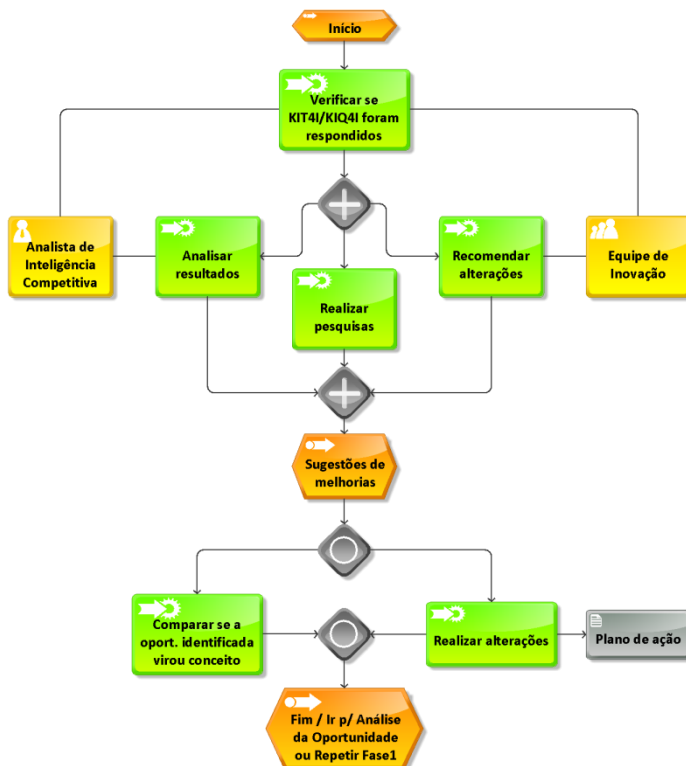 Início
Verificar se
KIT4I/KIQ4I foram
respondidos
Analista de
Inteligência
Competitiva
Analisar
resultados
Realizar
pesquisas
Recomendar
alterações
Equipe de
Inovação
Sugestões de
melhorias
Comparar se a
oport. identificada
virou conceito
Realizar alterações
Plano de ação
Fim / Ir p/ Análise
da Oportunidade
ou Repetir Fase1